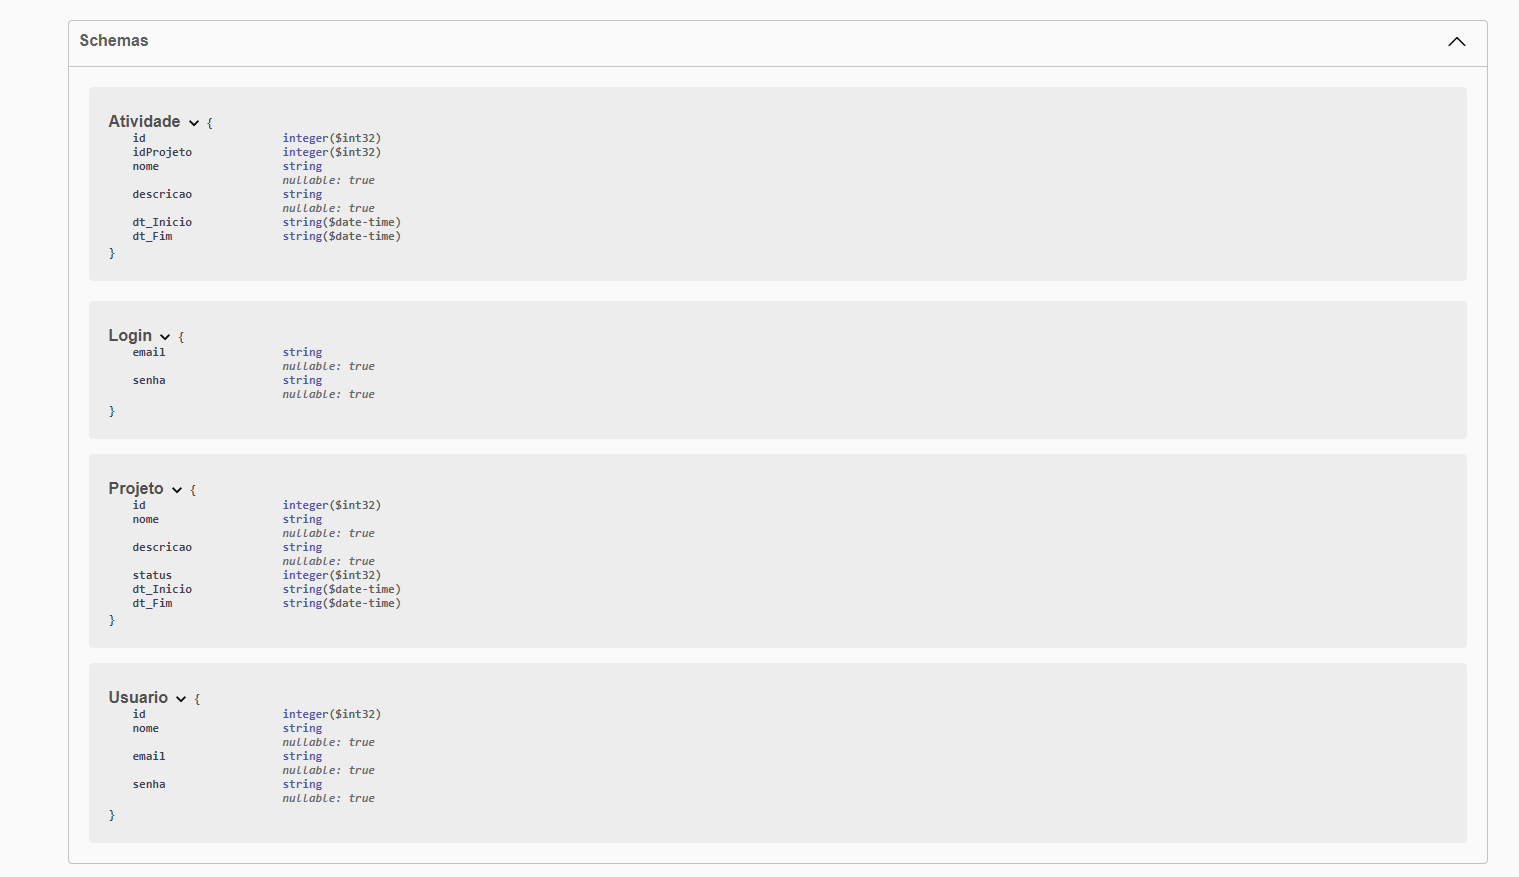 Schemas
Atividade {
id integer($int32)
idProjeto integer($int32)
nome string
nullable: true
descricao string
nullable: true
dt_Inicio string($date-time)
dt_Fim string($date-time)
}
Login {
email string
nullable: true
senha string
nullable: true
}
Projeto {
id integer($int32)
nome string
nullable: true
descricao string
nullable: true
status integer($int32)
dt_Inicio string($date-time)
dt_Fim string($date-time)
}
Usuario {
id integer($int32)
nome string
nullable: true
email string
nullable: true
senha string
nullable: true
}